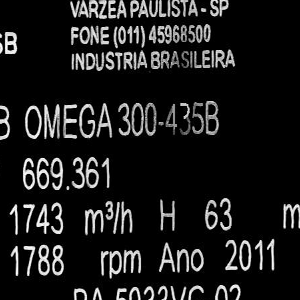 VARZEA PAULISTA - SP
FONE (011) 45968500
SB
INDUSTRIA BRASILEIRA
B OMEGA 300-435B
669.361
1743 m³/h H 63 m
1788 rpm Ano 2011